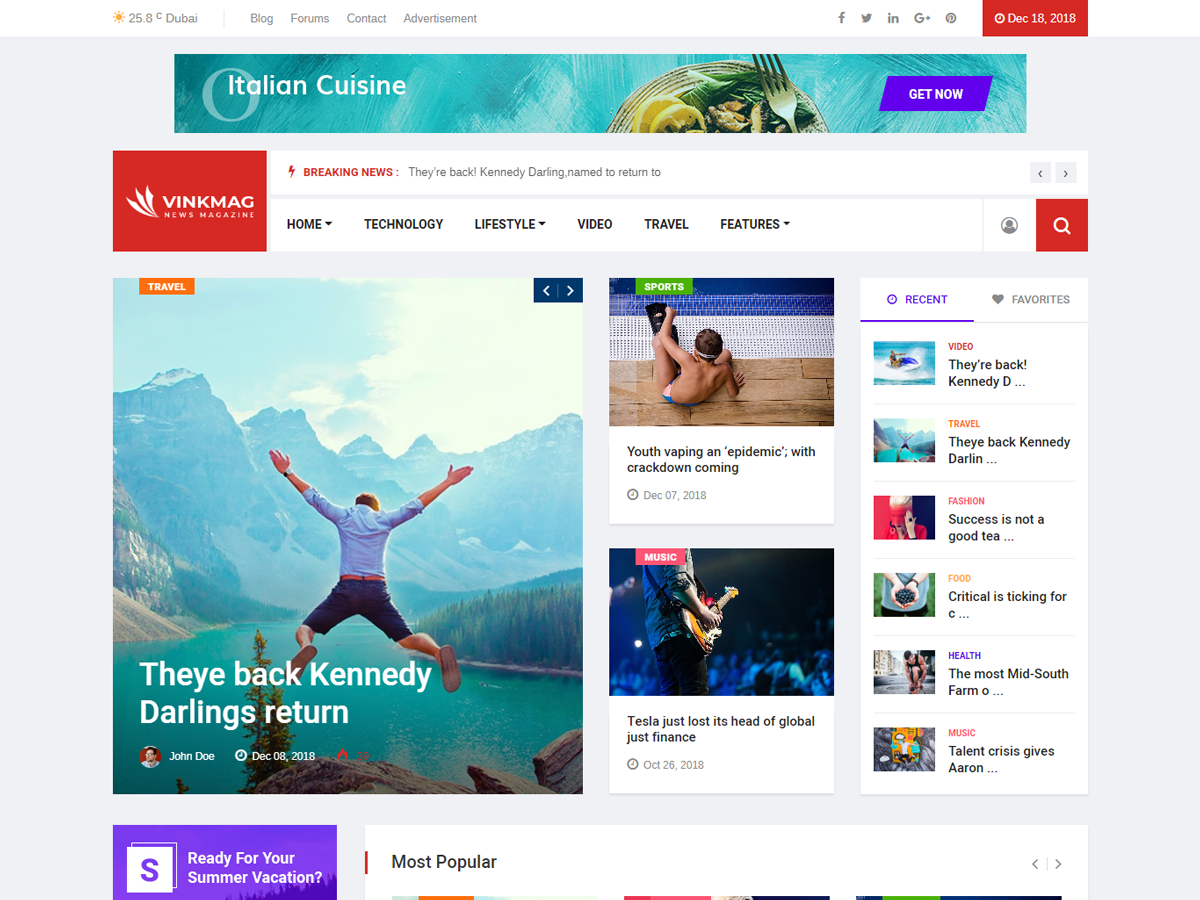 25.8 C Dubai
Blog Forums Contact Advertisement
Dec 18, 2018
O
Italian Cuisine
GET NOW
VINKMAG
NEWS MAGAZINE
BREAKING NEWS : They're back! Kennedy Darling,named to return to
HOME TECHNOLOGY LIFESTYLE VIDEO TRAVEL FEATURES
TRAVEL
Theye back Kennedy
Darlings return
John Doe Dec 08, 2018
SPORTS
Youth vaping an ‘epidemic’; with
crackdown coming
Dec 07, 2018
MUSIC
Tesla just lost its head of global
just finance
Oct 26, 2018
RECENT FAVORITES
VIDEO
They’re back!
Kennedy D ...
TRAVEL
Theye back Kennedy
Darlin ...
FASHION
Success is not a
good tea ...
FOOD
Critical is ticking for
c ...
HEALTH
The most Mid-South
Farm o ...
MUSIC
Talent crisis gives
Aaron ...
S
Ready For Your
Summer Vacation?
Most Popular